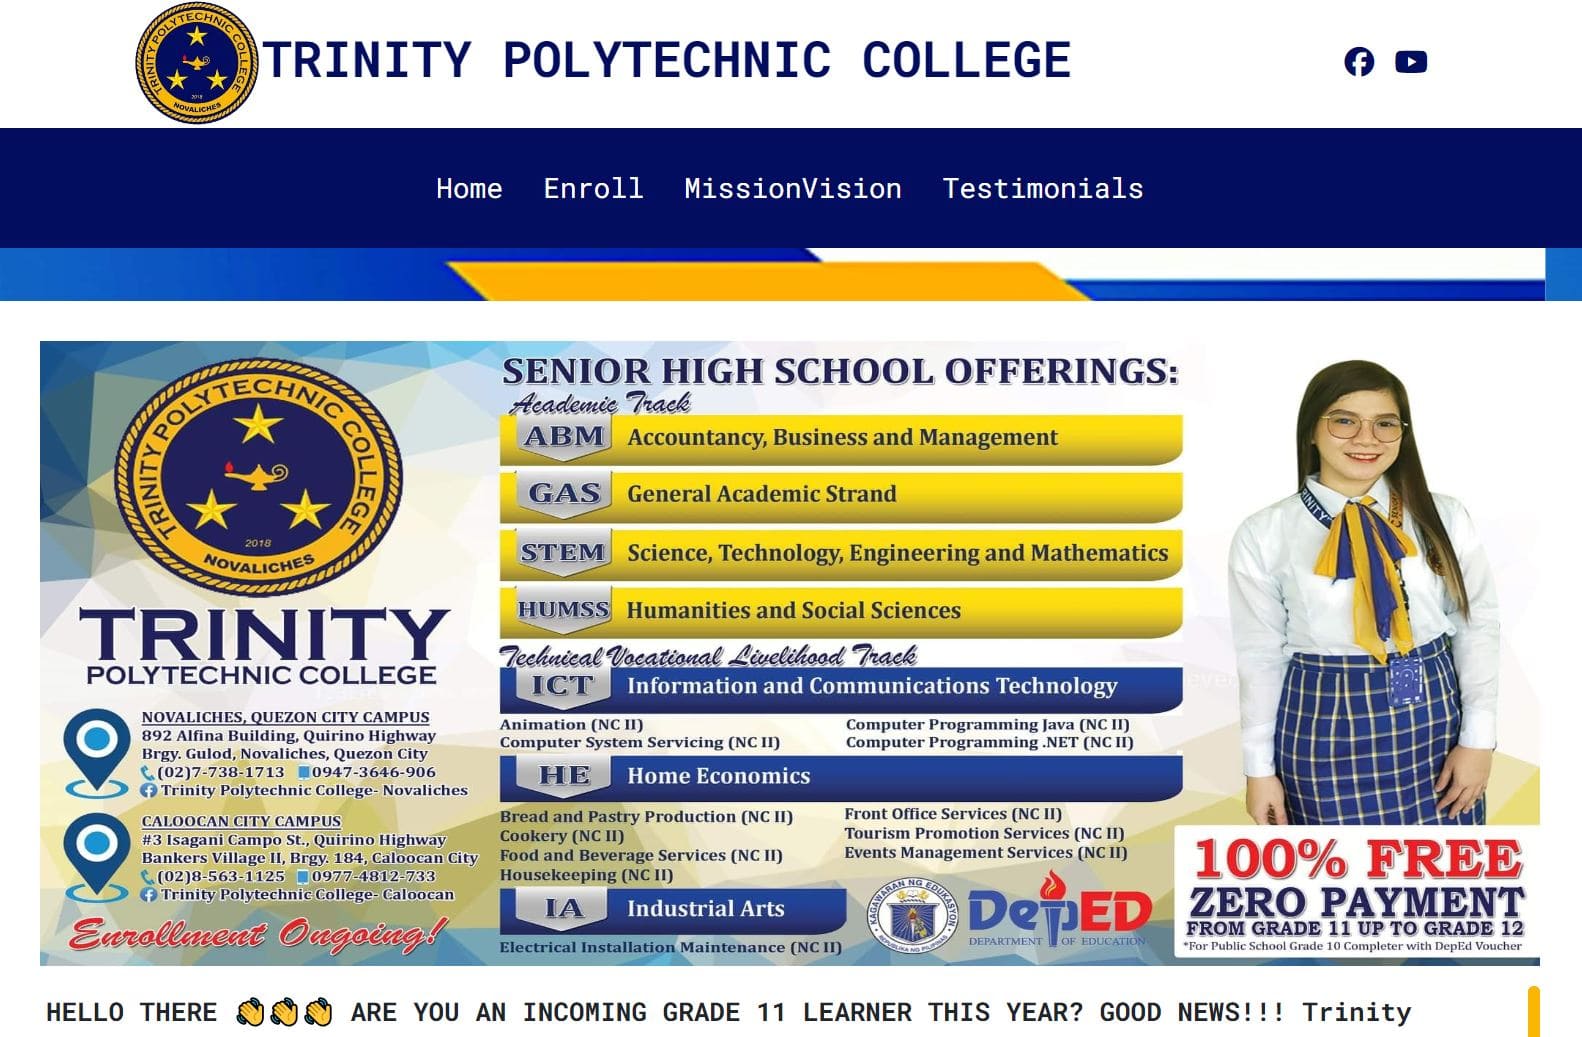 TRINITY POLYTECHNIC COLLEGE
NOVALICHES
2018
TRINITY POLYTECHNIC COLLEGE
Home Enroll MissionVision Testimonials
TRINITY POLYTECHNIC COLLEGE
2018
NOVALICHES
TRINITY
POLYTECHNIC COLLEGE
NOVALICHES, QUEZON CITY CAMPUS
892 Alfina Building, Quirino Highway
Brgy. Gulod, Novaliches, Quezon City
(02)7-738-1713 0947-3646-906
Trinity Polytechnic College- Novaliches
CALOOCAN CITY CAMPUS
#3 Isagani Campo St., Quirino Highway
Bankers Village II, Brgy. 184, Caloocan City
(02)8-563-1125 0977-4812-733
Trinity Polytechnic College- Caloocan
Enrollment Ongoing!
SENIOR HIGH SCHOOL OFFERINGS:
Academic Track
ABM Accountancy, Business and Management
GAS General Academic Strand
STEM Science, Technology, Engineering and Mathematics
HUMSS Humanities and Social Sciences
Technical Vocational Livelihood Track
ICT Information and Communications Technology
Animation (NC II) Computer Programming Java (NC II)
Computer System Servicing (NC II) Computer Programming .NET (NC II)
HE Home Economics
Bread and Pastry Production (NC II) Front Office Services (NC II)
Cookery (NC II) Tourism Promotion Services (NC II)
Food and Beverage Services (NC II) Events Management Services (NC II)
Housekeeping (NC II)
IA Industrial Arts
Electrical Installation Maintenance (NC II)
KAGAWARAN NG EDUKASYON
REPUBLIKA NG PILIPINAS
DepED
DEPARTMENT OF EDUCATION
TRINITY
100% FREE
ZERO PAYMENT
FROM GRADE 11 UP TO GRADE 12
*For Public School Grade 10 Completer with DepEd Voucher
HELLO THERE 👏👏👏 ARE YOU AN INCOMING GRADE 11 LEARNER THIS YEAR? GOOD NEWS!!! Trinity